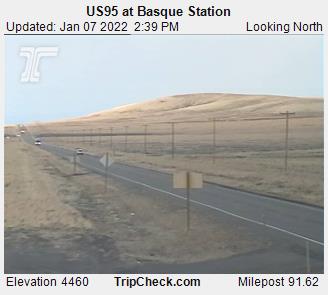 US95 at Basque Station
Updated: Jan 07 2022 2:39 PM Looking North
Elevation 4460 TripCheck.com Milepost 91.62